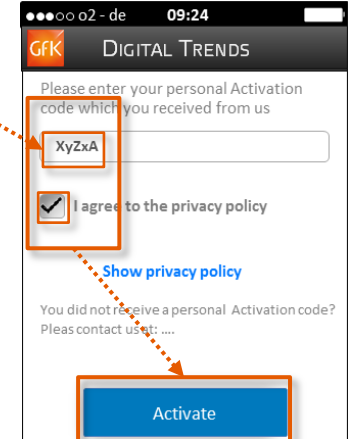 o2 - de 09:24
GfK DIGITAL TRENDS
Please enter your personal Activation
code which you received from us
XyZxA
I agree to the privacy policy
Show privacy policy
You did not receive a personal Activation code?
Pleas contact us at: ....
Activate